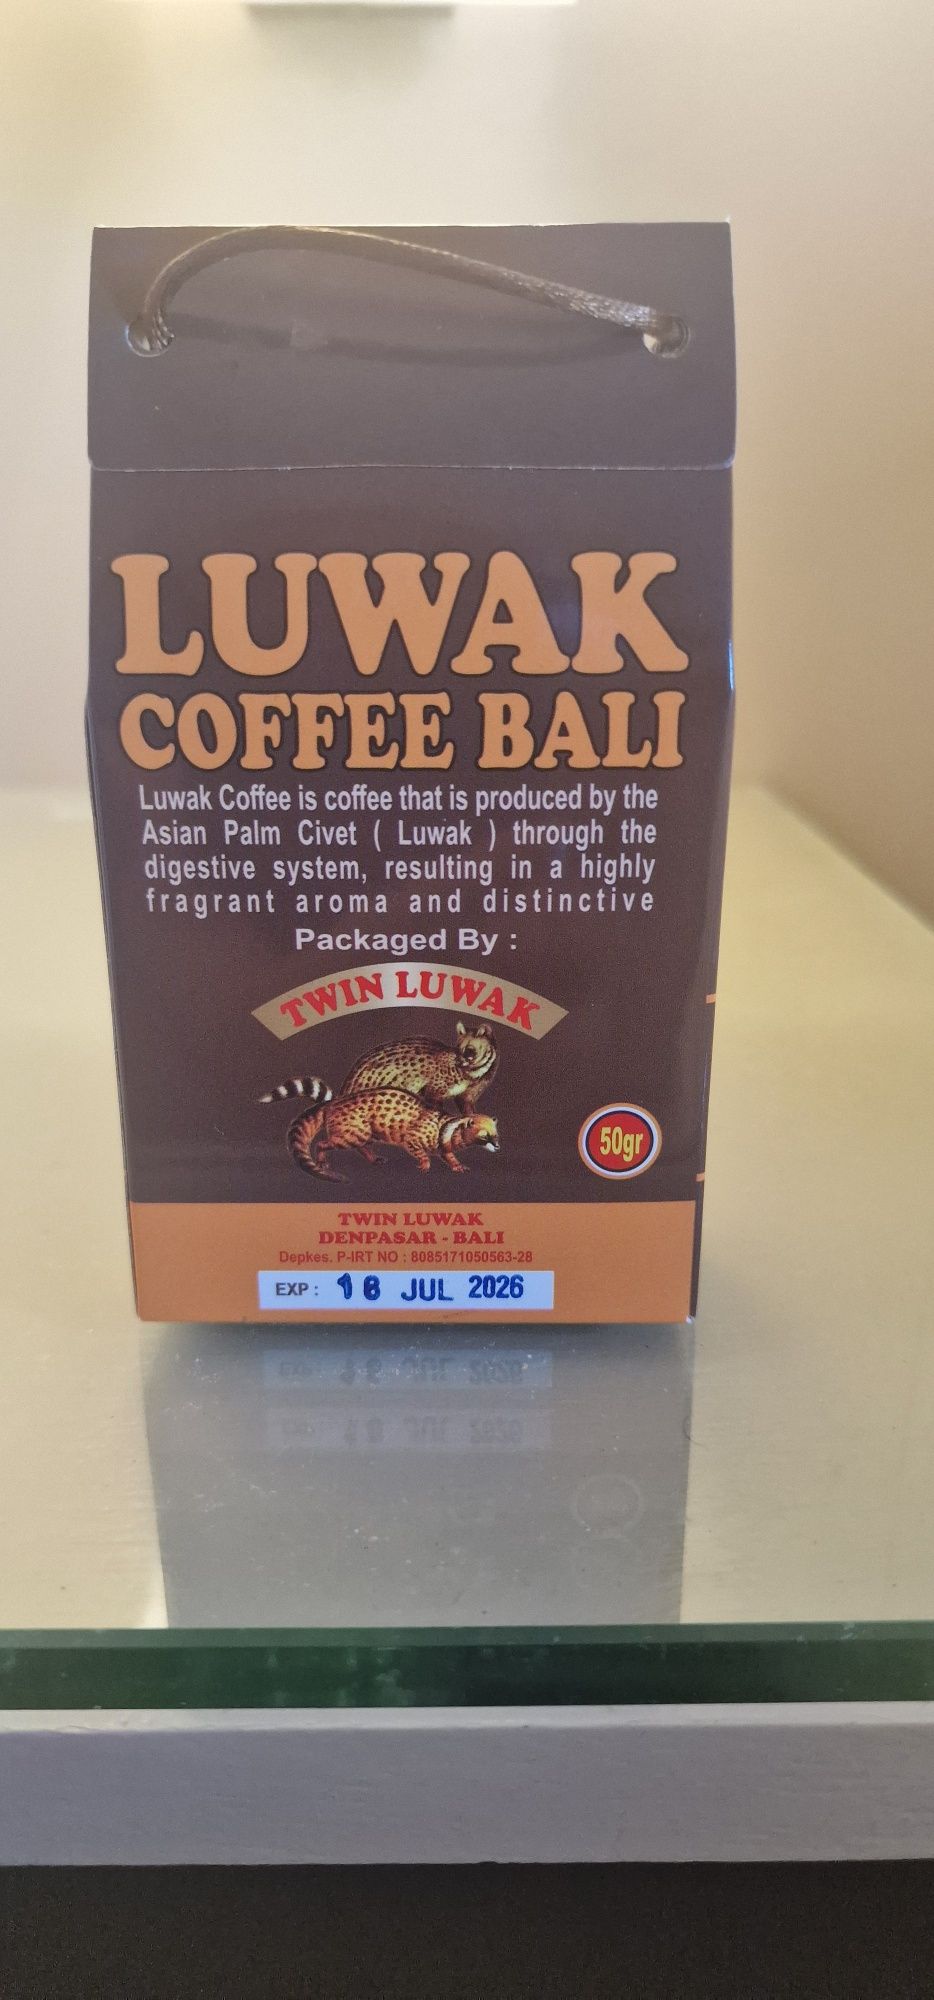 LUWAK
COFFEE BALI
Luwak Coffee is coffee that is produced by the
Asian Palm Civet ( Luwak ) through the
digestive system, resulting in a highly
fragrant aroma and distinctive
Packaged By :
TWIN LUWAK
50gr
TWIN LUWAK
DENPASAR - BALI
Depkes. P-IRT NO : 8085171050563-28
EXP : 18 JUL 2026